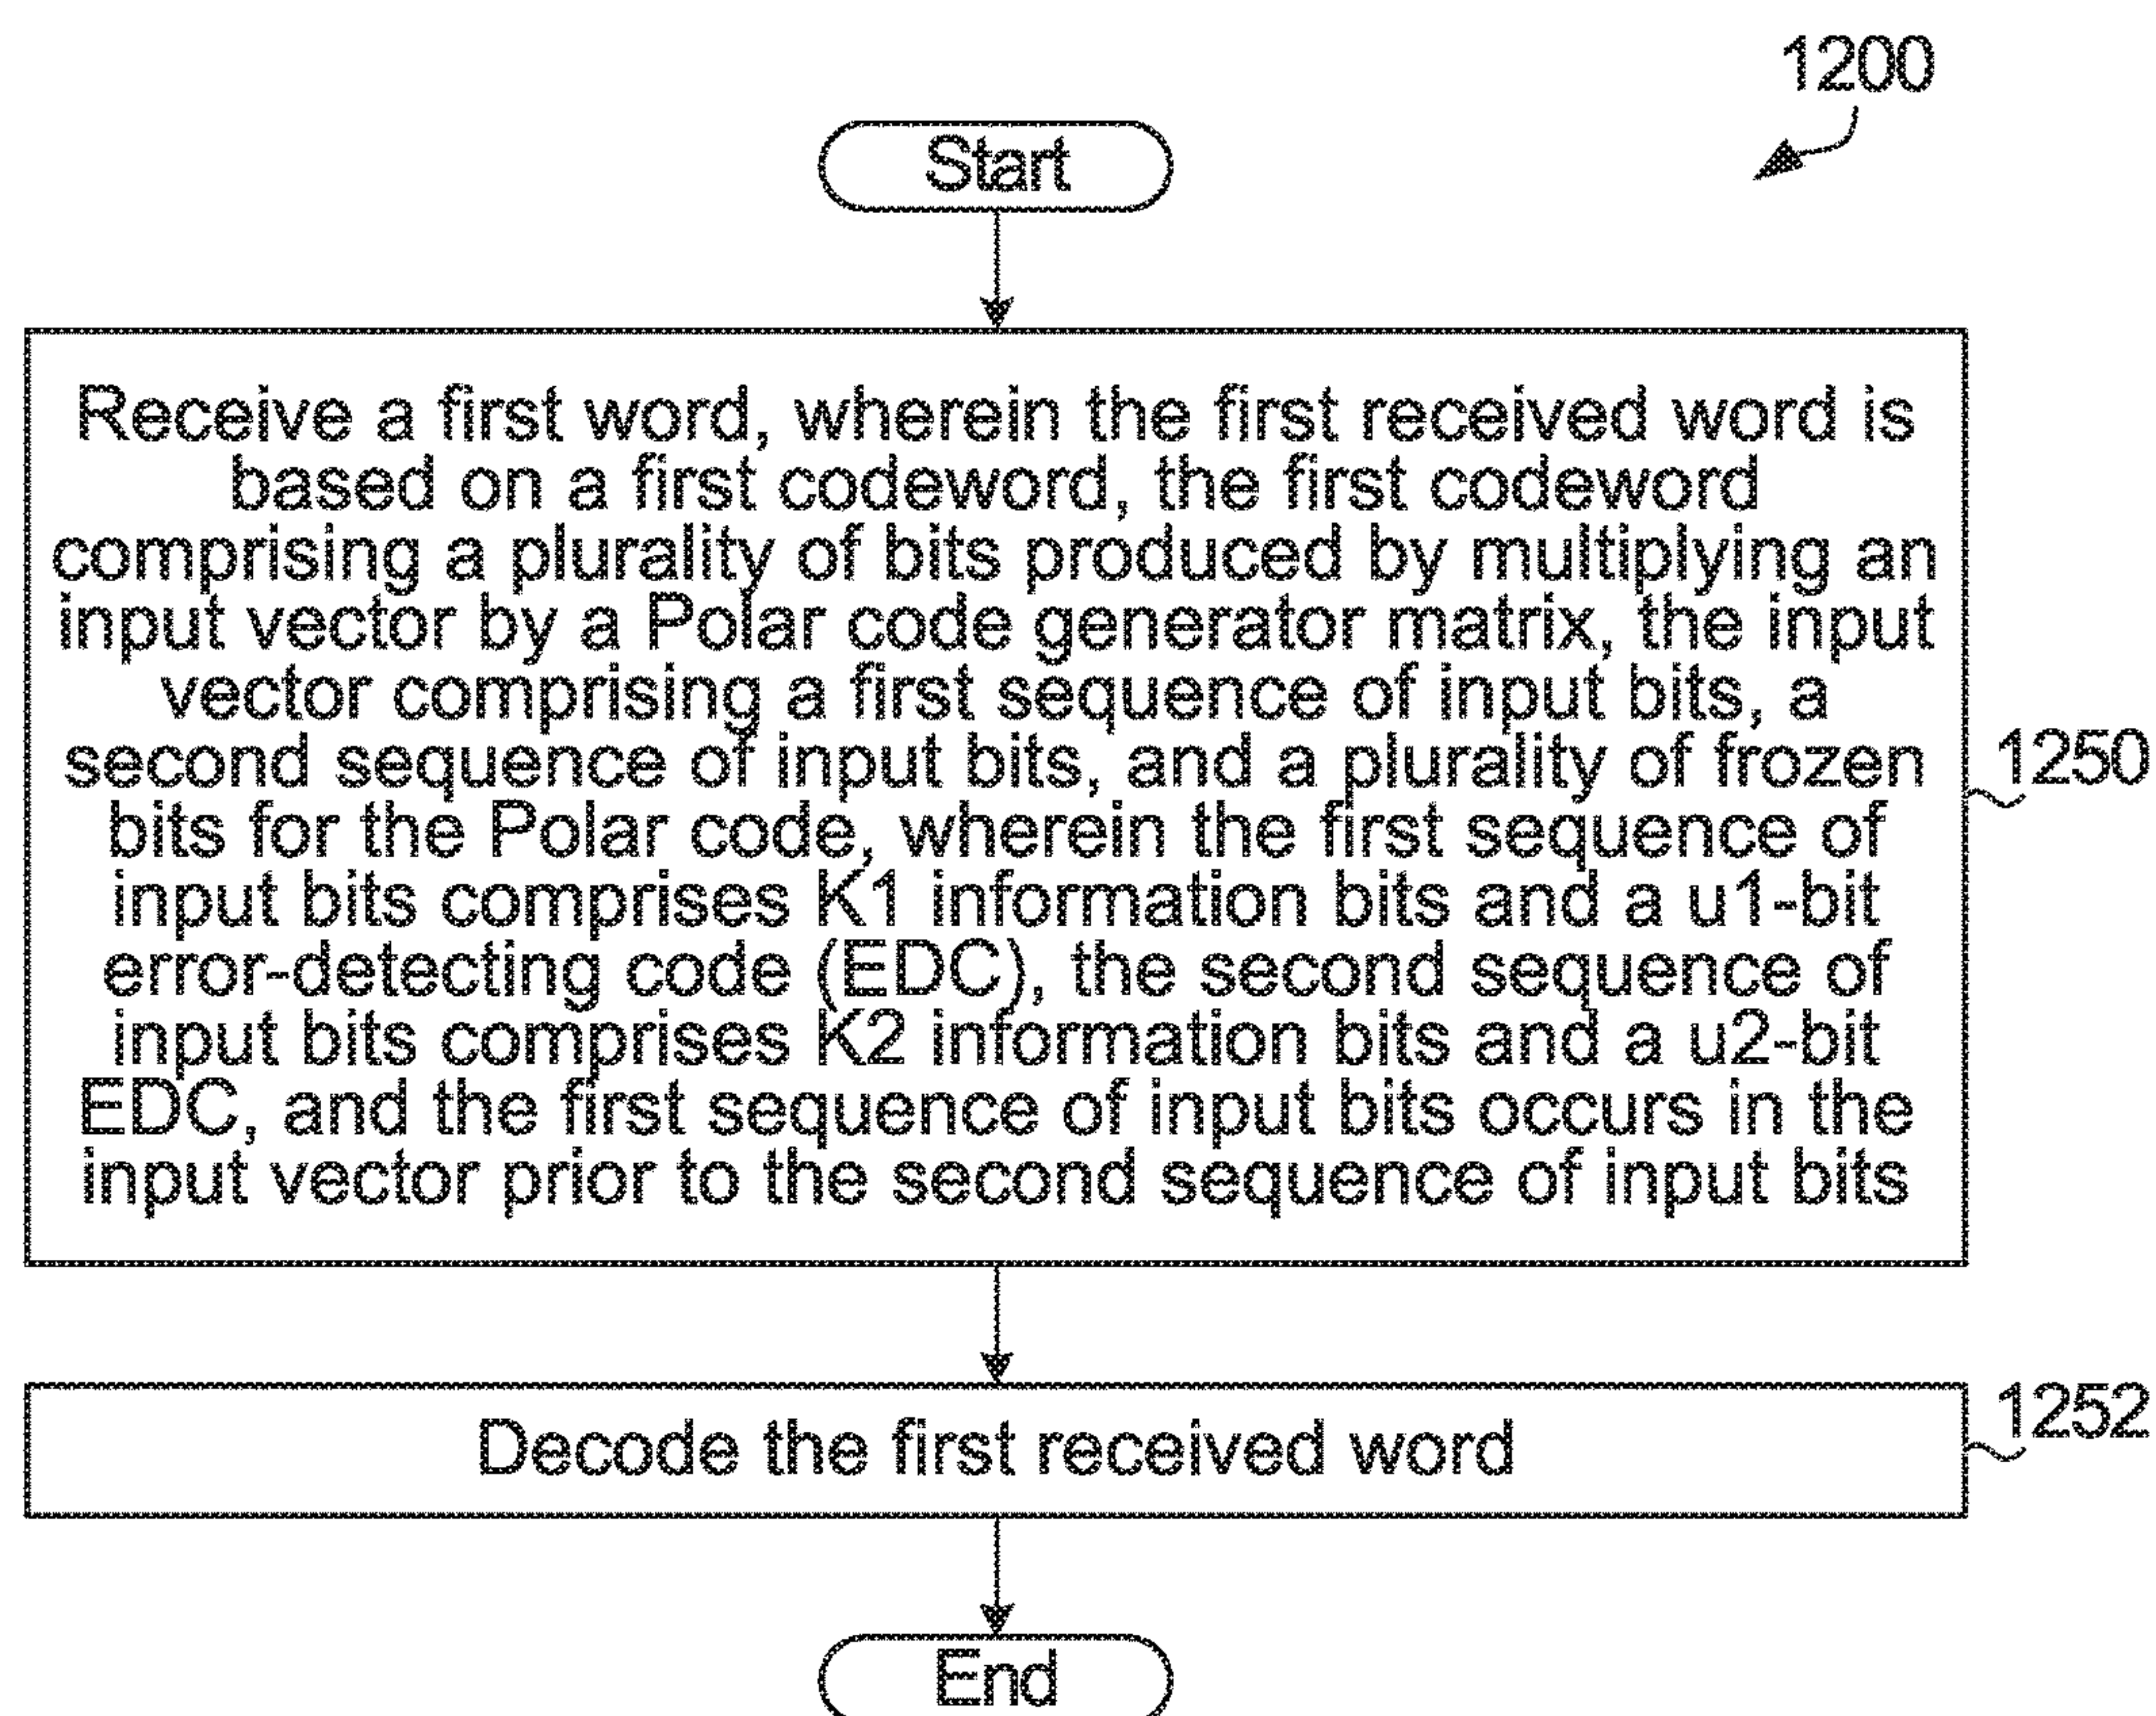 1200
Start
Receive a first word, wherein the first received word is
based on a first codeword, the first codeword
comprising a plurality of bits produced by multiplying an
input vector by a Polar code generator matrix, the input
vector comprising a first sequence of input bits, a
second sequence of input bits, and a plurality of frozen
bits for the Polar code, wherein the first sequence of
input bits comprises K1 information bits and a u1-bit
error-detecting code (EDC), the second sequence of
input bits comprises K2 information bits and a u2-bit
EDC, and the first sequence of input bits occurs in the
input vector prior to the second sequence of input bits
1250
Decode the first received word
1252
End